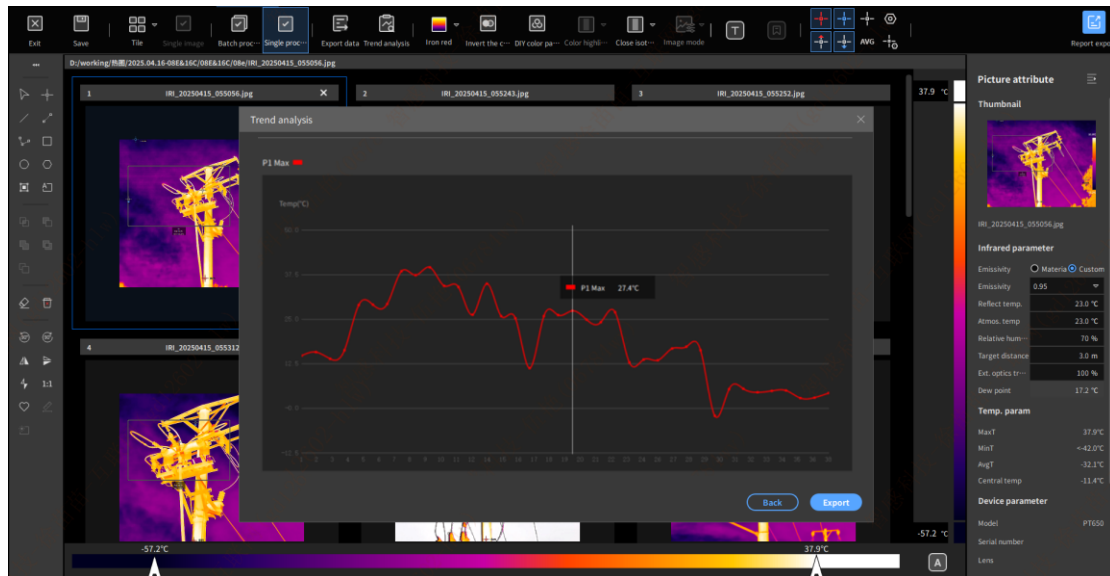 Exit
Save
Tile
Single image
Batch proc···
Single proc···
Export data
Trend analysis
Iron red
Invert the c···
DIY color pa···
Color highli···
Close isot···
Image mode
T
AVG
Report expo
D:/working/热图/2025.04.16-08E&16C/08E&16C/08e/IRI_20250415_055056.jpg
1 IRI_20250415_055056.jpg
2 IRI_20250415_055243.jpg
3 IRI_20250415_055252.jpg
37.9 ℃
Trend analysis
P1 Max
Temp(℃)
P1 Max 27.4℃
4 IRI_20250415_055312
1:1
Back
Export
-57.2 ℃
-57.2℃
37.9℃
A
Picture attribute
Thumbnail
IRI_20250415_055056.jpg
Infrared parameter
Emissivity Materia Custom
Emissivity 0.95
Reflect temp. 23.0 ℃
Atmos. temp 23.0 ℃
Relative hum··· 70 %
Target distance 3.0 m
Ext. optics tr··· 100 %
Dew point 17.2 ℃
Temp. param
MaxT 37.9℃
MinT <-42.0℃
AvgT -32.1℃
Central temp -11.4℃
Device parameter
Model PT650
Serial number
Lens